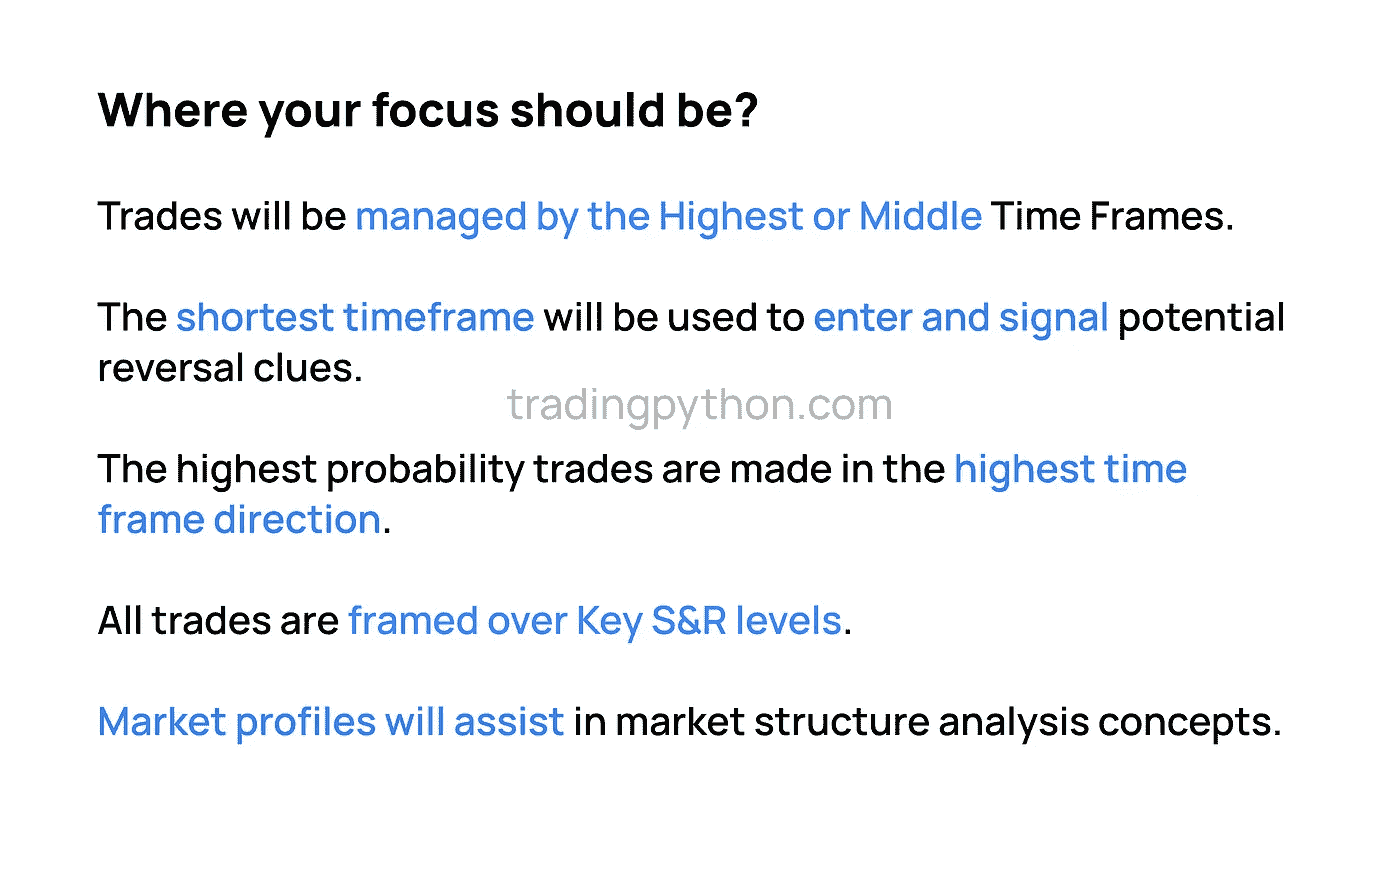 Where your focus should be?
Trades will be managed by the Highest or Middle Time Frames.
The shortest timeframe will be used to enter and signal potential
reversal clues.
tradingpython.com
The highest probability trades are made in the highest time
frame direction.
All trades are framed over Key S&R levels.
Market profiles will assist in market structure analysis concepts.